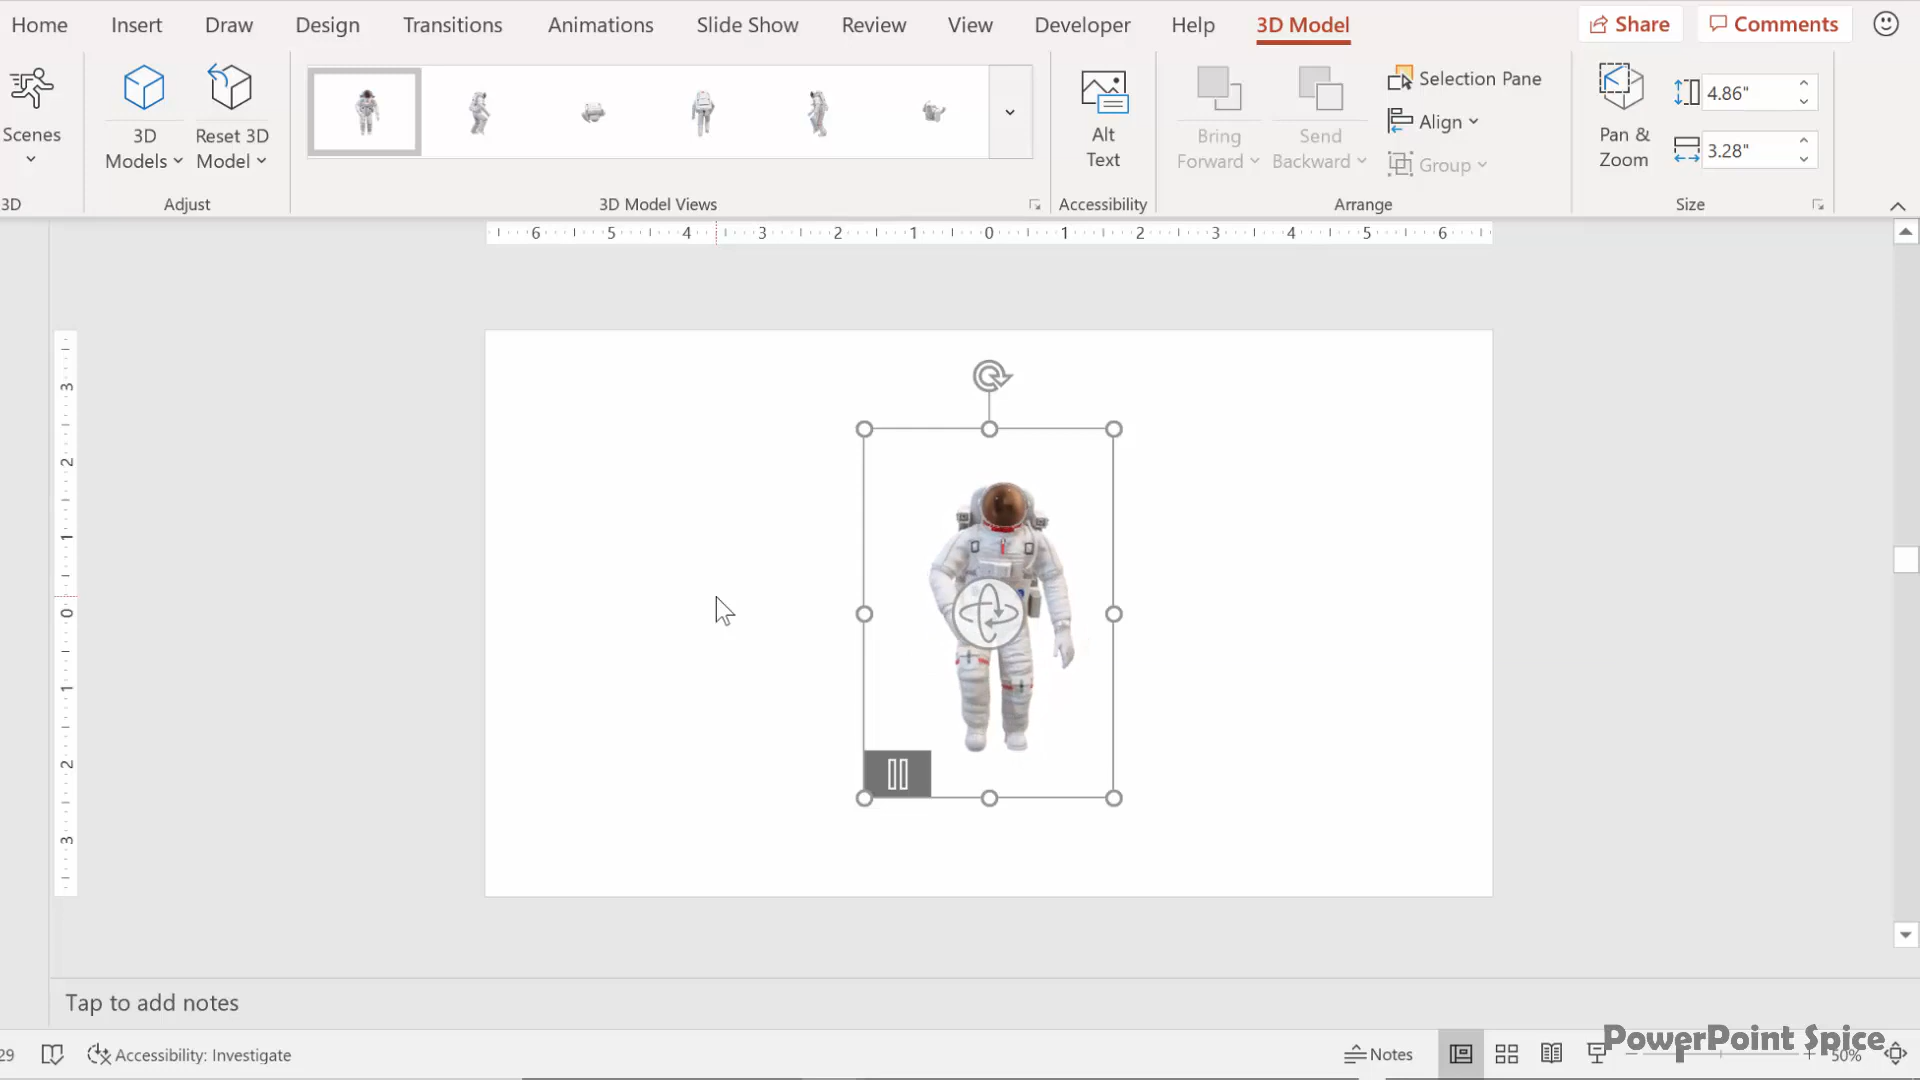 Home Insert Draw Design Transitions Animations Slide Show Review View Developer Help 3D Model Share Comments
Scenes
3D
Models
Reset 3D
Model
Alt
Text
Bring
Forward
Send
Backward
Selection Pane
Align
Group
Pan &
Zoom
4.86"
3.28"
3D Adjust 3D Model Views Accessibility Arrange Size
6 5 4 3 2 1 0 1 2 3 4 5 6
3
2
1
0
1
2
3
Tap to add notes
29 Accessibility: Investigate Notes 50%
PowerPoint Spice